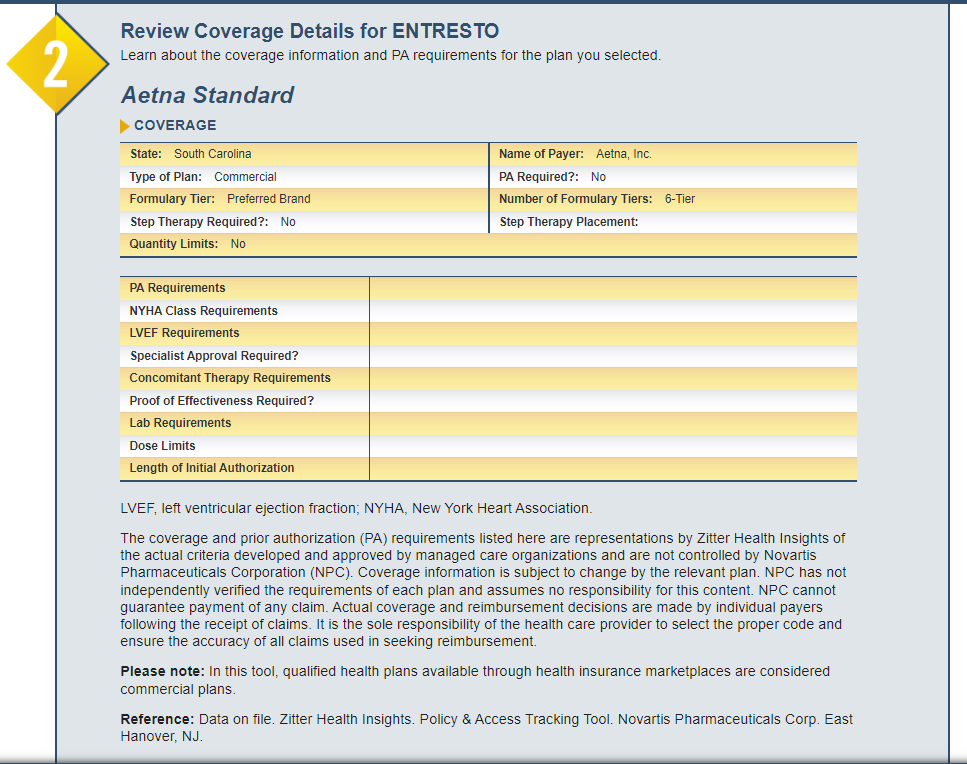 2
Review Coverage Details for ENTRESTO
Learn about the coverage information and PA requirements for the plan you selected.
Aetna Standard
COVERAGE
State: South Carolina Name of Payer: Aetna, Inc.
Type of Plan: Commercial PA Required?: No
Formulary Tier: Preferred Brand Number of Formulary Tiers: 6-Tier
Step Therapy Required?: No Step Therapy Placement:
Quantity Limits: No
PA Requirements
NYHA Class Requirements
LVEF Requirements
Specialist Approval Required?
Concomitant Therapy Requirements
Proof of Effectiveness Required?
Lab Requirements
Dose Limits
Length of Initial Authorization
LVEF, left ventricular ejection fraction; NYHA, New York Heart Association.
The coverage and prior authorization (PA) requirements listed here are representations by Zitter Health Insights of
the actual criteria developed and approved by managed care organizations and are not controlled by Novartis
Pharmaceuticals Corporation (NPC). Coverage information is subject to change by the relevant plan. NPC has not
independently verified the requirements of each plan and assumes no responsibility for this content. NPC cannot
guarantee payment of any claim. Actual coverage and reimbursement decisions are made by individual payers
following the receipt of claims. It is the sole responsibility of the health care provider to select the proper code and
ensure the accuracy of all claims used in seeking reimbursement.
Please note: In this tool, qualified health plans available through health insurance marketplaces are considered
commercial plans.
Reference: Data on file. Zitter Health Insights. Policy & Access Tracking Tool. Novartis Pharmaceuticals Corp. East
Hanover, NJ.